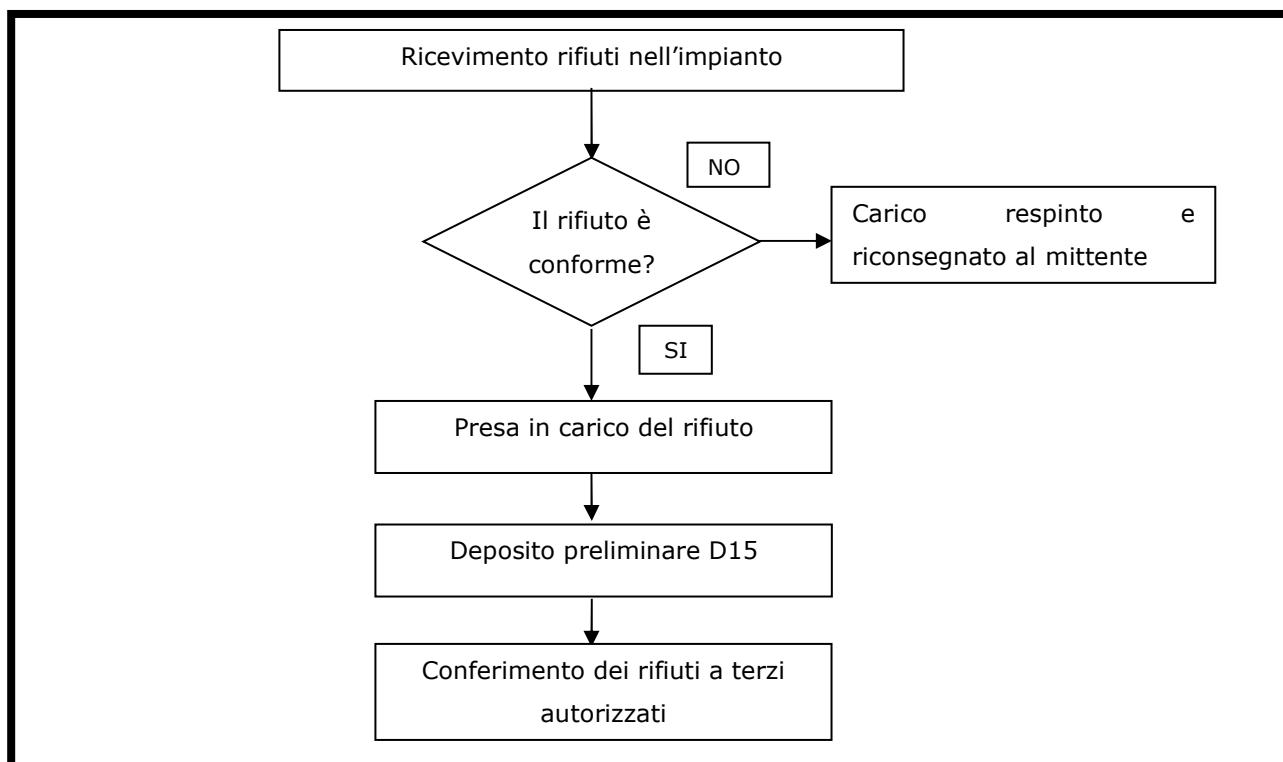 Ricevimento rifiuti nell’impianto
NO
Il rifiuto è
conforme?
Carico respinto e
riconsegnato al mittente
SI
Presa in carico del rifiuto
Deposito preliminare D15
Conferimento dei rifiuti a terzi
autorizzati